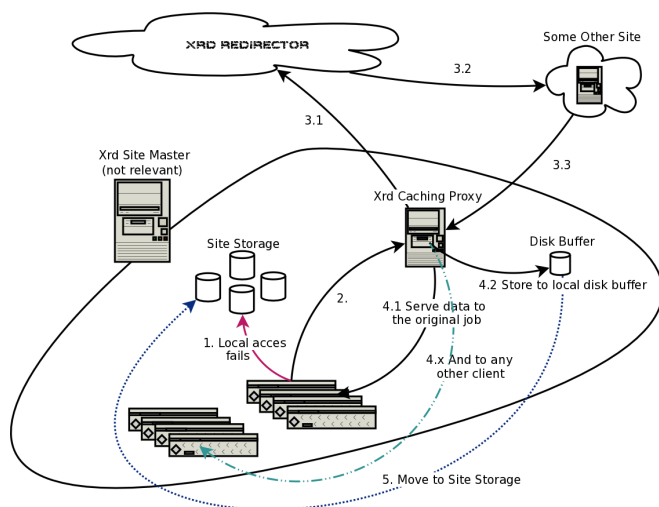 XRD REDIRECTOR
Some Other Site
3.2
3.1
3.3
Xrd Site Master
(not relevant)
Xrd Caching Proxy
Site Storage
Disk Buffer
2.
4.2 Store to local disk buffer
4.1 Serve data to
the original job
1. Local acces
fails
4.x And to any
other client
5. Move to Site Storage